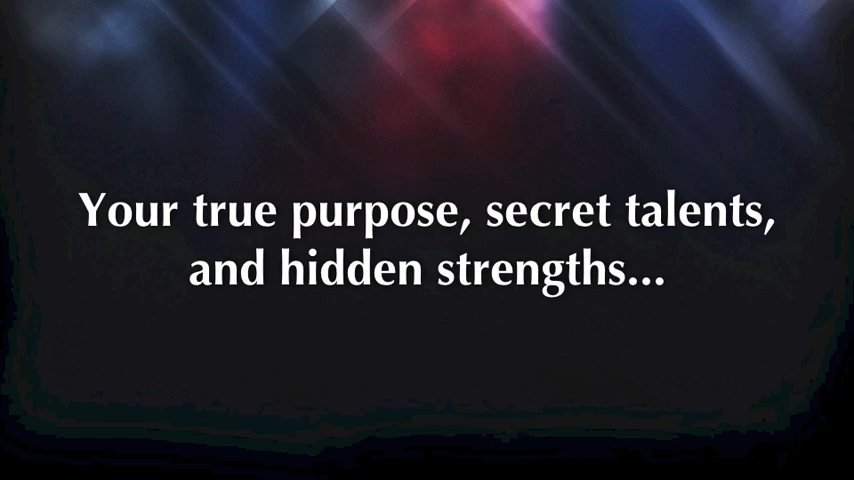 Your true purpose, secret talents,
and hidden strengths...